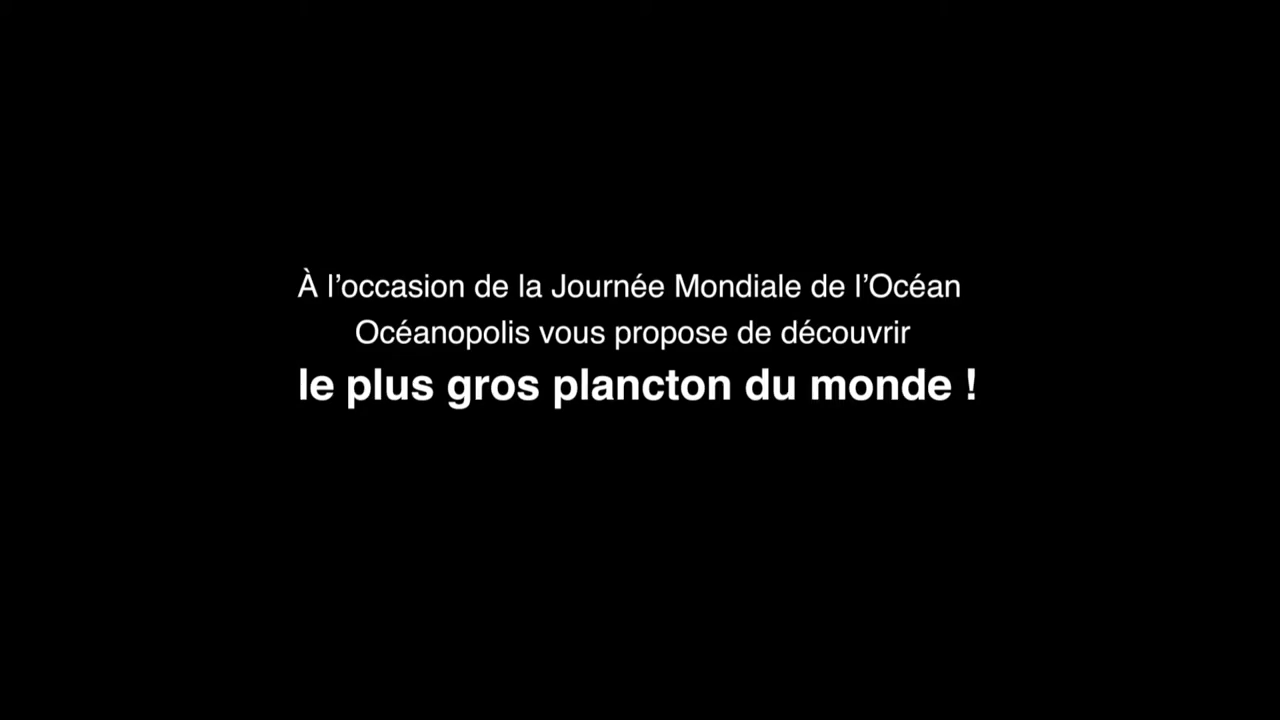 À l’occasion de la Journée Mondiale de l’Océan
Océanopolis vous propose de découvrir
le plus gros plancton du monde !